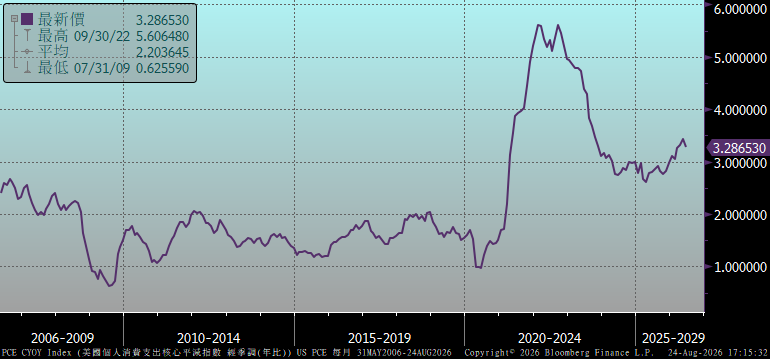 最新價 3.286530
最高 09/30/22 5.606480
平均 2.203645
最低 07/31/09 0.625590
6.000000
5.000000
4.000000
3.286530
3.000000
2.000000
1.000000
2006-2009 2010-2014 2015-2019 2020-2024 2025-2029
PCE CYOY Index (美國個人消費支出核心平減指數 經季調(年比)) US PCE 每月 31MAY2006-24AUG2026 Copyright© 2026 Bloomberg Finance L.P. 24-Aug-2026 17:15:32